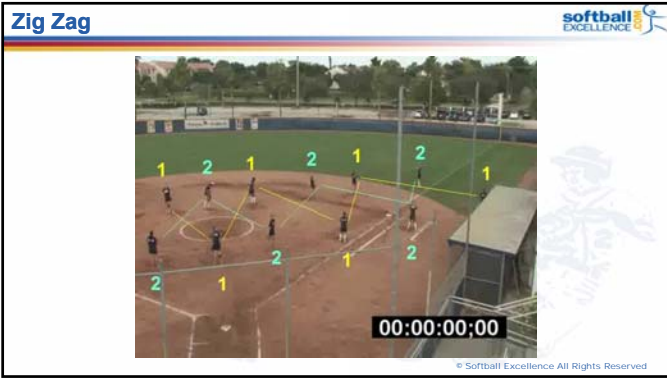 Zig Zag
softball
EXCELLENCE
.COM
1 2 1 2 1 2 1
2 1 2 1 2
00:00:00;00
© Softball Excellence All Rights Reserved